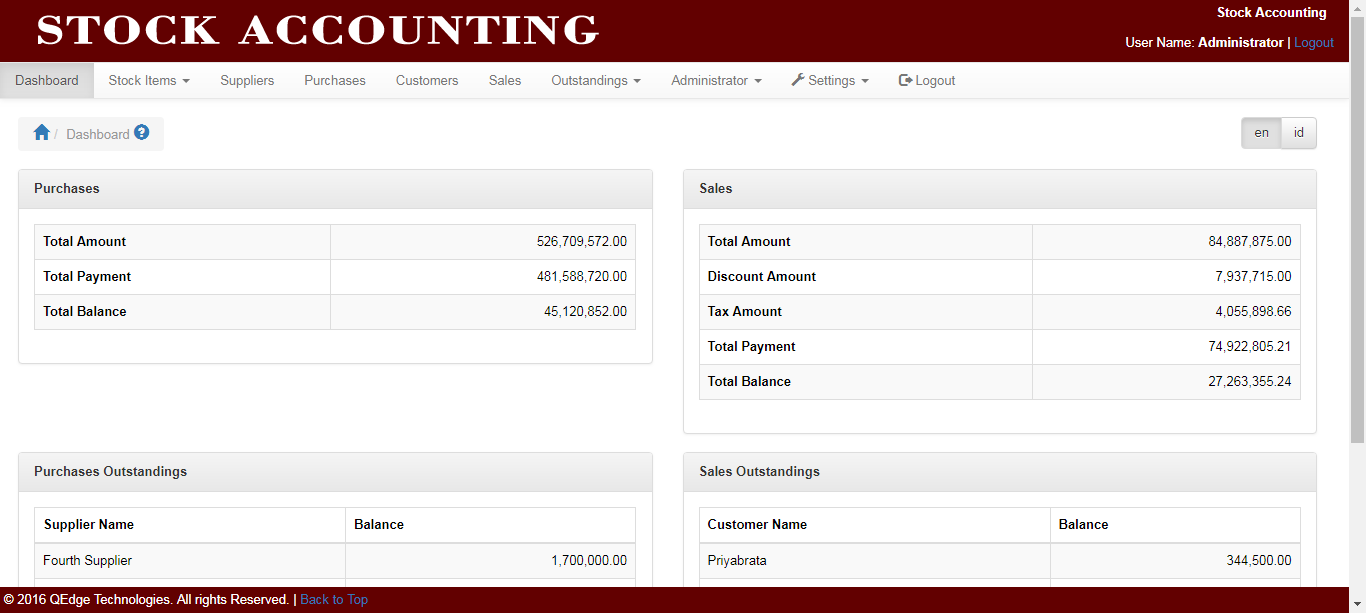 STOCK ACCOUNTING
Stock Accounting
User Name: Administrator | Logout
Dashboard Stock Items Suppliers Purchases Customers Sales Outstandings Administrator Settings Logout
/ Dashboard
en id
Purchases
Total Amount 526,709,572.00
Total Payment 481,588,720.00
Total Balance 45,120,852.00
Sales
Total Amount 84,887,875.00
Discount Amount 7,937,715.00
Tax Amount 4,055,898.66
Total Payment 74,922,805.21
Total Balance 27,263,355.24
Purchases Outstandings
Supplier Name Balance
Fourth Supplier 1,700,000.00
Sales Outstandings
Customer Name Balance
Priyabrata 344,500.00
© 2016 QEdge Technologies. All rights Reserved. | Back to Top